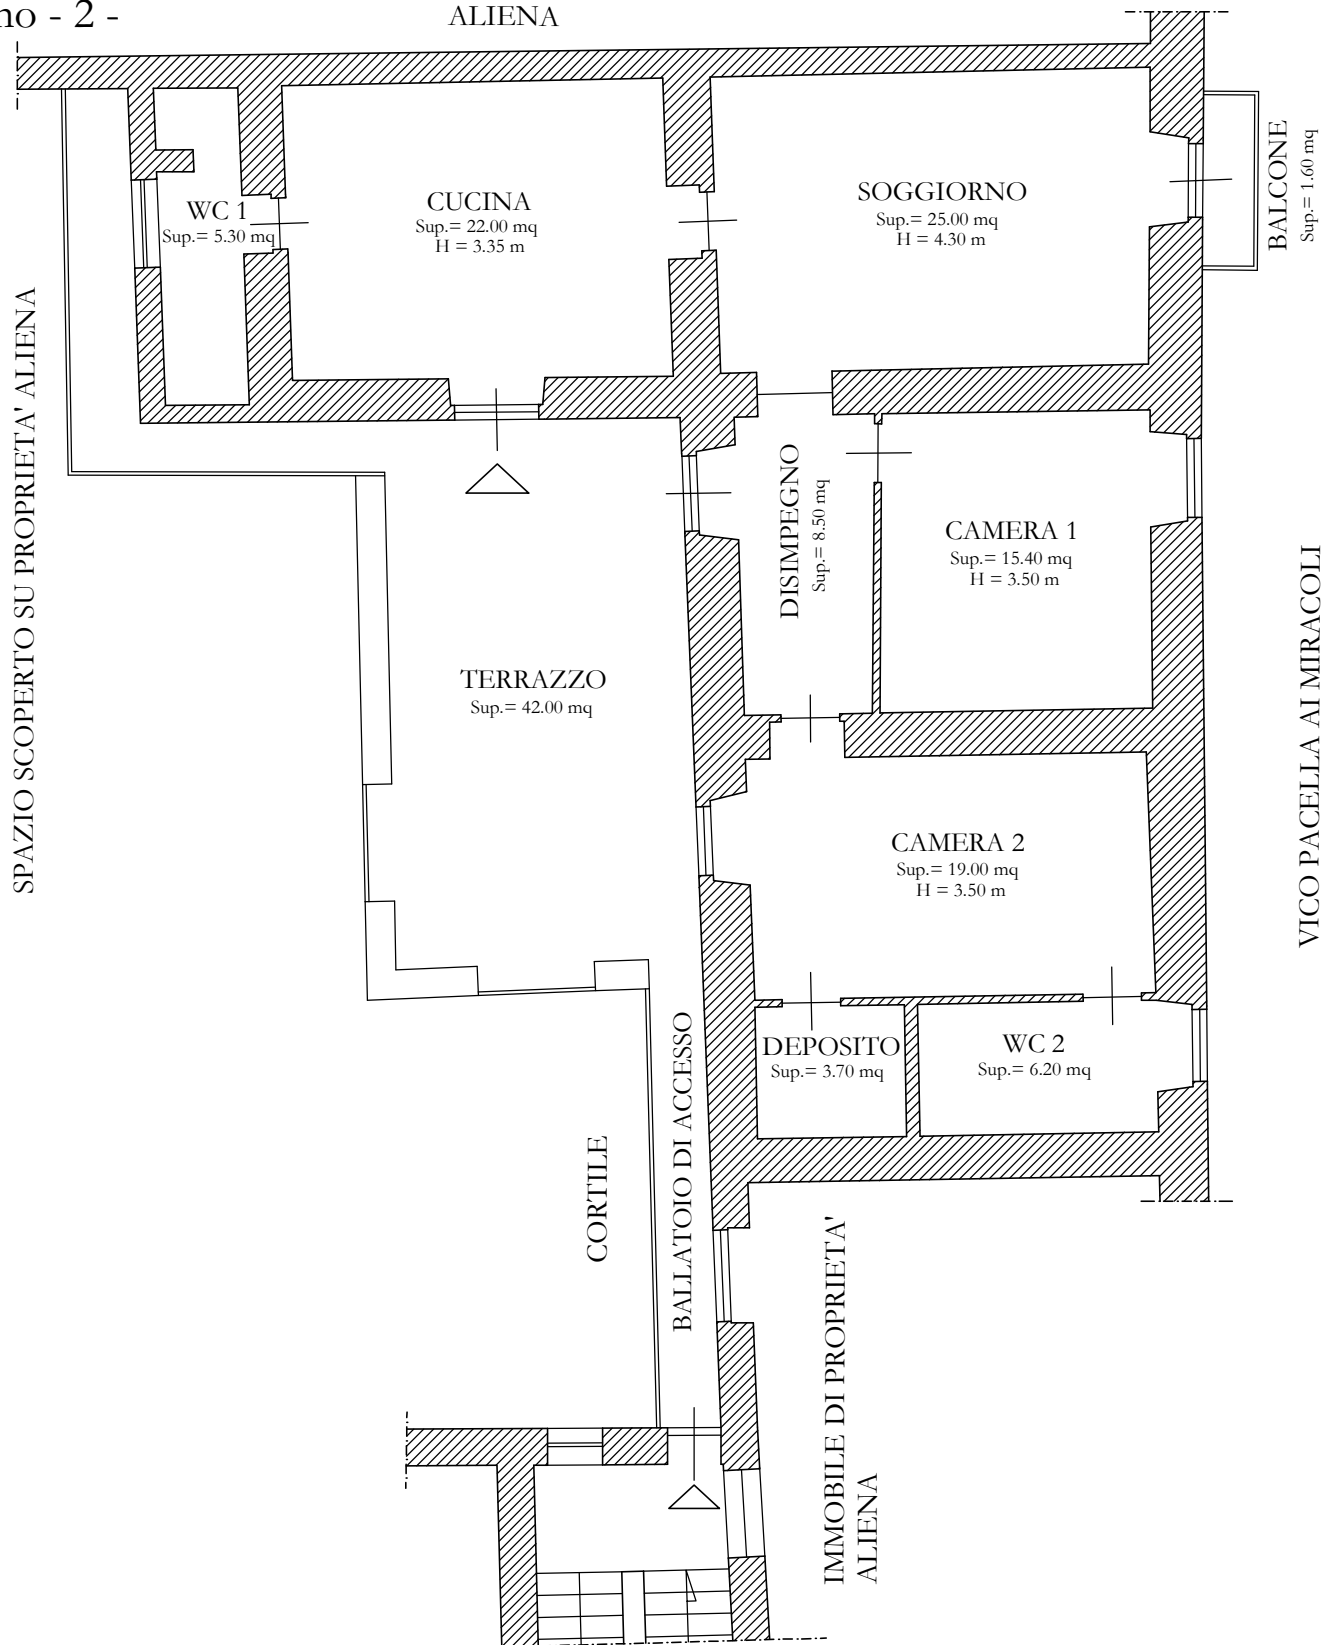 no - 2 -
ALIENA
WC 1
Sup.= 5.30 mq
CUCINA
Sup.= 22.00 mq
H = 3.35 m
SOGGIORNO
Sup.= 25.00 mq
H = 4.30 m
BALCONE
Sup.= 1.60 mq
SPAZIO SCOPERTO SU PROPRIETA' ALIENA
DISIMPEGNO
Sup.= 8.50 mq
CAMERA 1
Sup.= 15.40 mq
H = 3.50 m
TERRAZZO
Sup.= 42.00 mq
VICO PACELLA AI MIRACOLI
CAMERA 2
Sup.= 19.00 mq
H = 3.50 m
DEPOSITO
Sup.= 3.70 mq
WC 2
Sup.= 6.20 mq
CORTILE
BALLATOIO DI ACCESSO
IMMOBILE DI PROPRIETA'
ALIENA